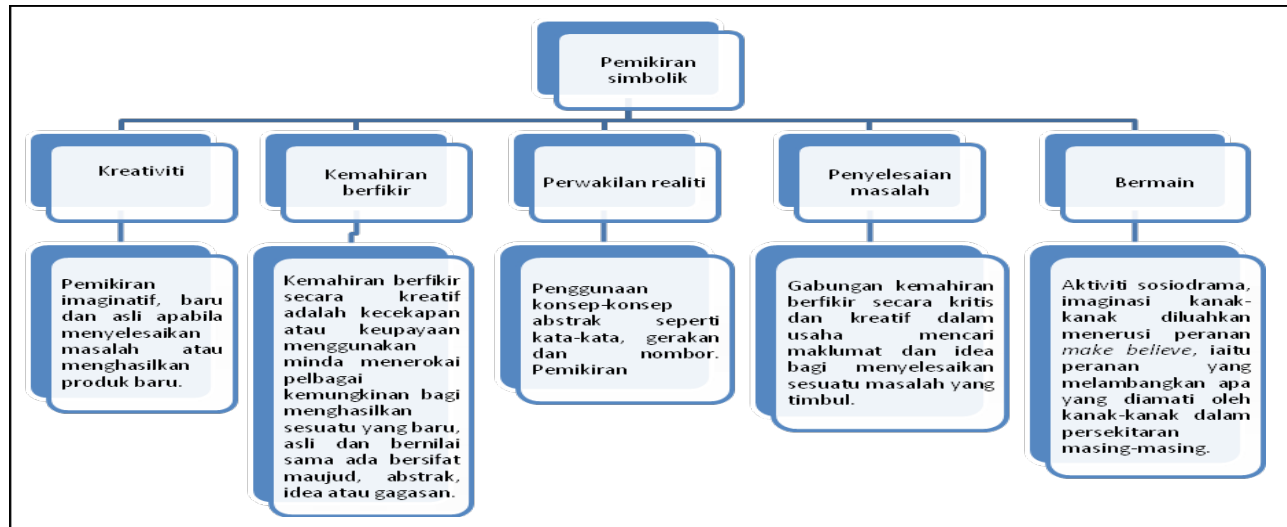 Pemikiran
simbolik
Kreativiti
Pemikiran
imaginatif, baru
dan asli apabila
menyelesaikan
masalah atau
menghasilkan
produk baru.
Kemahiran
berfikir
Kemahiran berfikir
secara kreatif
adalah kecekapan
atau keupayaan
menggunakan
minda menerokai
pelbagai
kemungkinan bagi
menghasilkan
sesuatu yang baru,
asli dan bernilai
sama ada bersifat
maujud, abstrak,
idea atau gagasan.
Perwakilan realiti
Penggunaan
konsep-konsep
abstrak seperti
kata-kata, gerakan
dan nombor.
Pemikiran
Penyelesaian
masalah
Gabungan kemahiran
berfikir secara kritis
dan kreatif dalam
usaha mencari
maklumat dan idea
bagi menyelesaikan
sesuatu masalah yang
timbul.
Bermain
Aktiviti sosiodrama,
imaginasi kanak-
kanak diluahkan
menerusi peranan
make believe, iaitu
peranan yang
melambangkan apa
yang diamati oleh
kanak-kanak dalam
persekitaran
masing-masing.